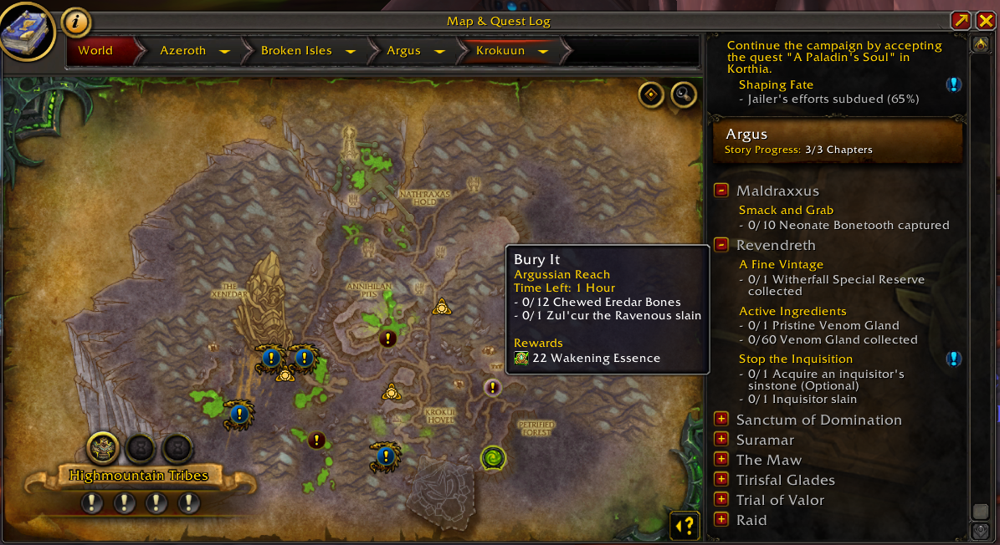 Map & Quest Log
World
Azeroth
Broken Isles
Argus
Krokuun
NATH'RAXAS
HOLD
THE
XENEDAR
ANNIHILAN
PITS
KROKUL
HOVEL
PETRIFIED
FOREST
Highmountain Tribes
Bury It
Argussian Reach
Time Left: 1 Hour
- 0/12 Chewed Eredar Bones
- 0/1 Zul'cur the Ravenous slain
Rewards
22 Wakening Essence
Continue the campaign by accepting
the quest "A Paladin's Soul" in
Korthia.
Shaping Fate
- Jailer's efforts subdued (65%)
Argus
Story Progress: 3/3 Chapters
Maldraxxus
Smack and Grab
- 0/10 Neonate Bonetooth captured
Revendreth
A Fine Vintage
- 0/1 Witherfall Special Reserve
collected
Active Ingredients
- 0/1 Pristine Venom Gland
- 0/60 Venom Gland collected
Stop the Inquisition
- 0/1 Acquire an inquisitor's
sinstone (Optional)
- 0/1 Inquisitor slain
Sanctum of Domination
Suramar
The Maw
Tirisfal Glades
Trial of Valor
Raid